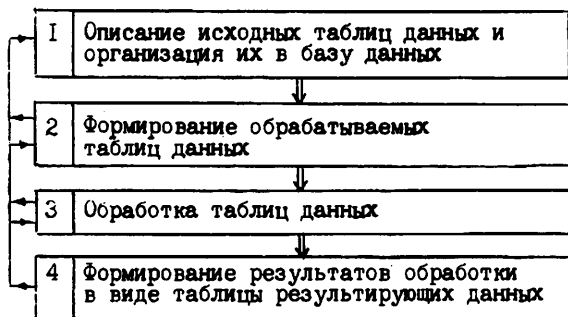 I Описание исходных таблиц данных и
организация их в базу данных
2 Формирование обрабатываемых
таблиц данных
3 Обработка таблиц данных
4 Формирование результатов обработки
в виде таблицы результирующих данных